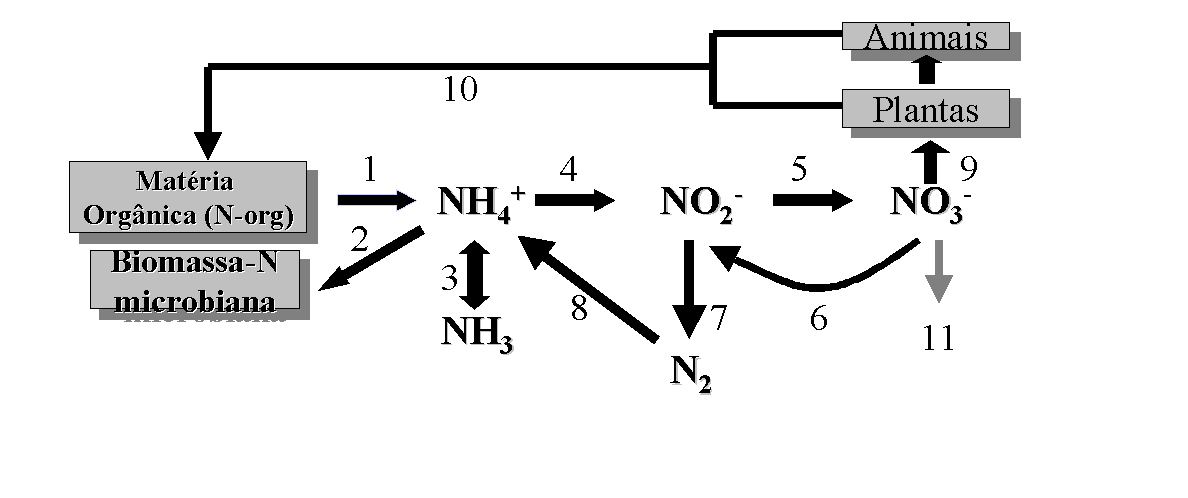 Animais
10
Plantas
Matéria
Orgânica (N-org)
1
NH₄⁺
4
NO₂⁻
5
NO₃⁻
9
2
Biomassa-N
microbiana
3
NH₃
8
7
N₂
6
11